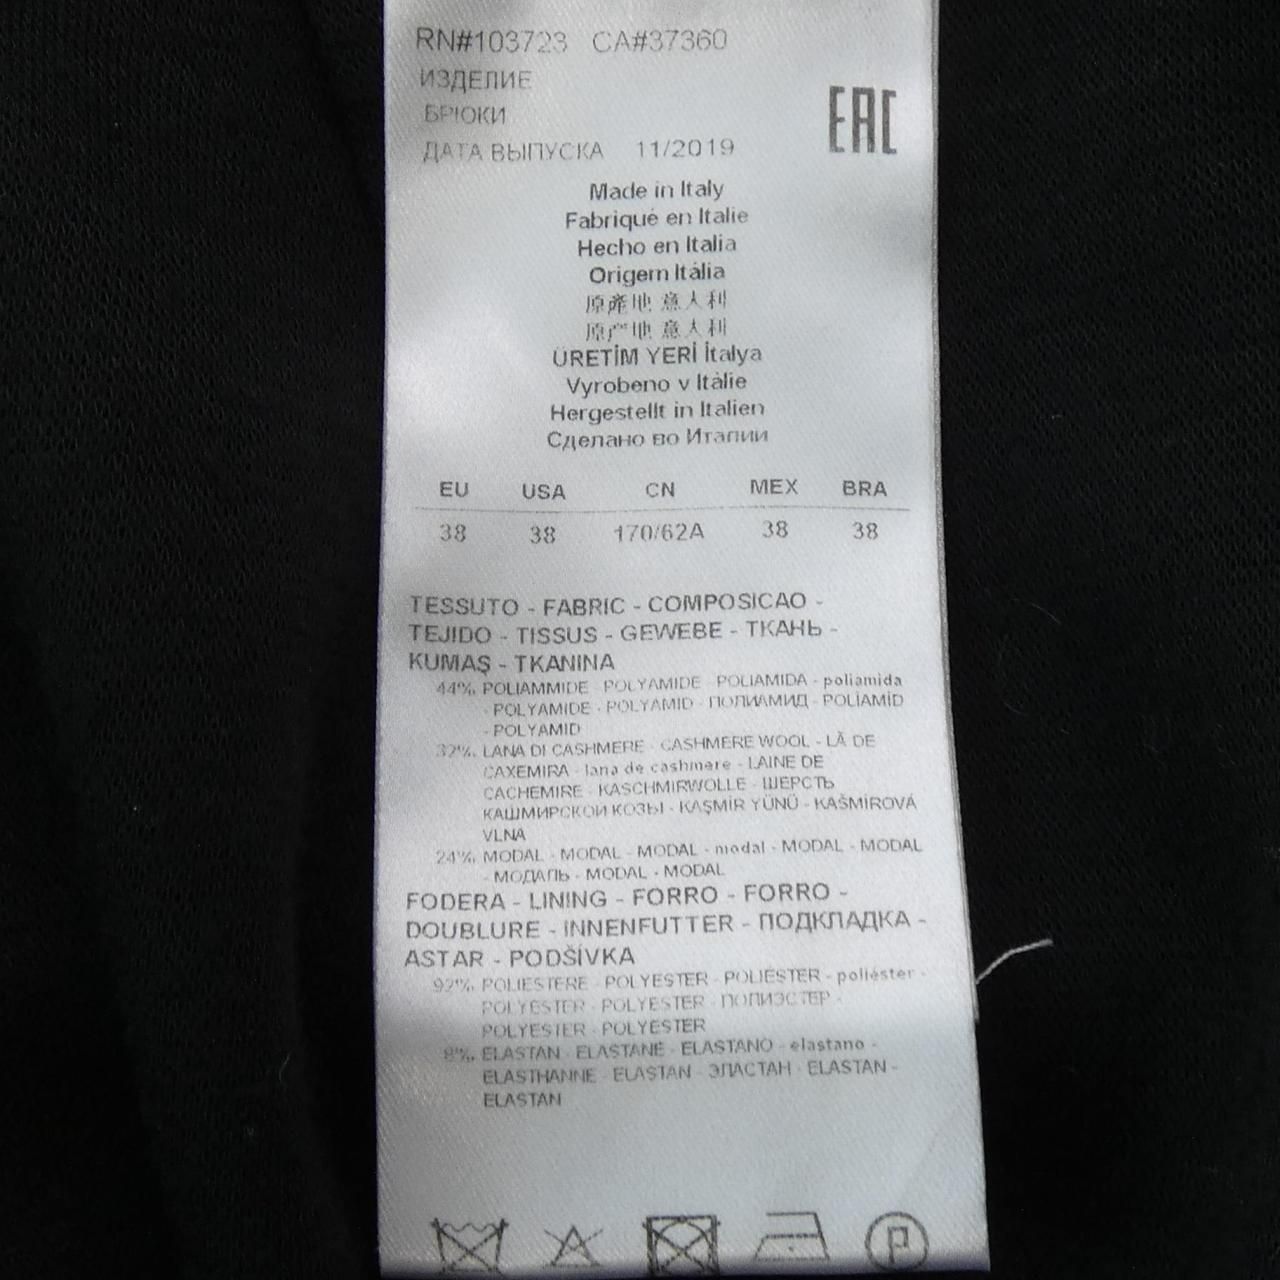 RN#103723 CA#37360
ИЗДЕЛИЕ
БРЮКИ
EAC
ДАТА ВЫПУСКА 11/2019
Made in Italy
Fabriqué en Italie
Hecho en Italia
Origem Itália
原產地 意大利
原产地 意大利
ÜRETİM YERİ İtalya
Vyrobeno v Itálie
Hergestellt in Italien
Сделано во Италии
EU USA CN MEX BRA
38 38 170/62A 38 38
TESSUTO - FABRIC - COMPOSICAO -
TEJIDO - TISSUS - GEWEBE - ТКАНЬ -
KUMAŞ - TKANINA
44% POLIAMMIDE - POLYAMIDE - POLIAMIDA - poliamida
- POLYAMIDE - POLYAMID - ПОЛИАМИД - POLİAMİD
- POLYAMID
32% LANA DI CASHMERE - CASHMERE WOOL - LÃ DE
CAXEMIRA - lana de cashmere - LAINE DE
CACHEMIRE - KASCHMIRWOLLE - ШЕРСТЬ
КАШМИРСКОЙ КОЗЫ - KAŞMİR YÜNÜ - KAŠMÍROVÁ
VLNA
24% MODAL - MODAL - MODAL - modal - MODAL - MODAL
- МОДАЛЬ - MODAL - MODAL
FODERA - LINING - FORRO - FORRO -
DOUBLURE - INNENFUTTER - ПОДКЛАДКА -
ASTAR - PODŠÍVKA
92% POLIESTERE - POLYESTER - POLIÉSTER - poliéster -
POLYESTER - POLYESTER - ПОЛИЭСТЕР -
POLYESTER - POLYESTER
8% ELASTAN - ELASTANE - ELASTANO - elastano -
ELASTHANNE - ELASTAN - ЭЛАСТАН - ELASTAN -
ELASTAN
P